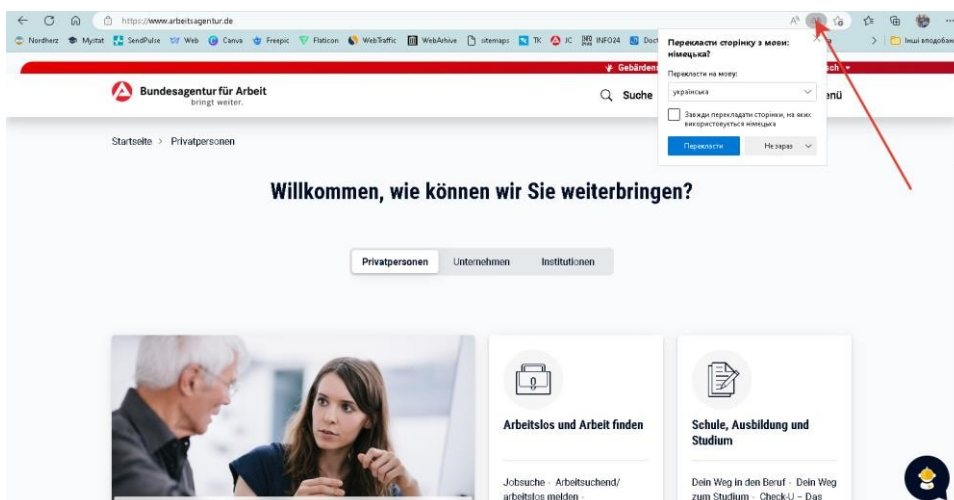 https://www.arbeitsagentur.de
Nordherz Mystat SendPulse Web Canva Freepic Flaticon WebTraffic WebArhive sitemaps TK JC INFO24 Інші вподобан
Перекласти сторінку з мови:
німецька?
Перекласти на мову:
українська
Завжди перекладати сторінки, на яких
використовується німецька
Перекласти Не зараз
Bundesagentur für Arbeit
bringt weiter.
Suche
Startseite > Privatpersonen
Willkommen, wie können wir Sie weiterbringen?
Privatpersonen Unternehmen Institutionen
Arbeitslos und Arbeit finden
Jobsuche - Arbeitsuchend/
arbeitslos melden -
Schule, Ausbildung und
Studium
Dein Weg in den Beruf - Dein Weg
zum Studium - Check-U – Das